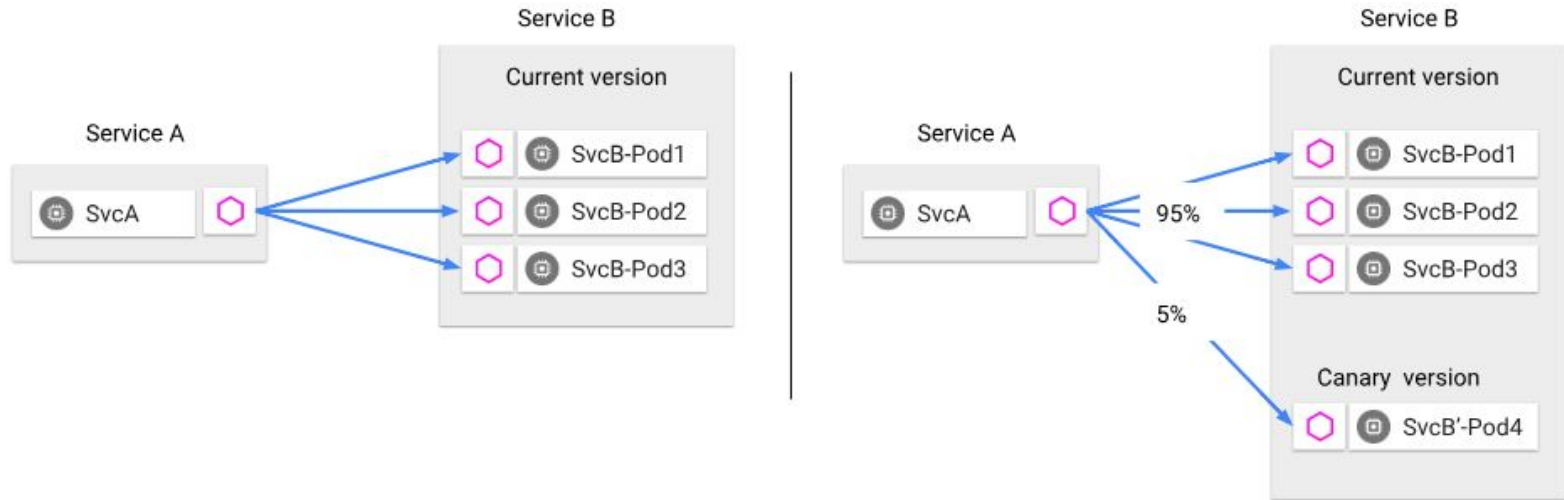 Service B
Current version
Service A
SvcA
SvcB-Pod1
SvcB-Pod2
SvcB-Pod3
Service B
Current version
Service A
SvcA
95%
5%
SvcB-Pod1
SvcB-Pod2
SvcB-Pod3
Canary version
SvcB’-Pod4